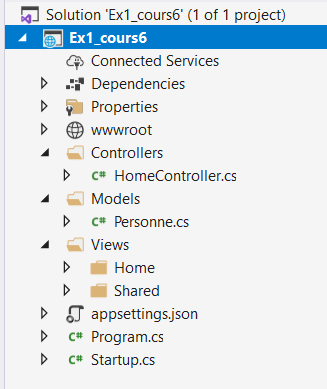 Solution 'Ex1_cours6' (1 of 1 project)
Ex1_cours6
Connected Services
Dependencies
Properties
wwwroot
Controllers
C# HomeController.cs
Models
C# Personne.cs
Views
Home
Shared
appsettings.json
C# Program.cs
C# Startup.cs